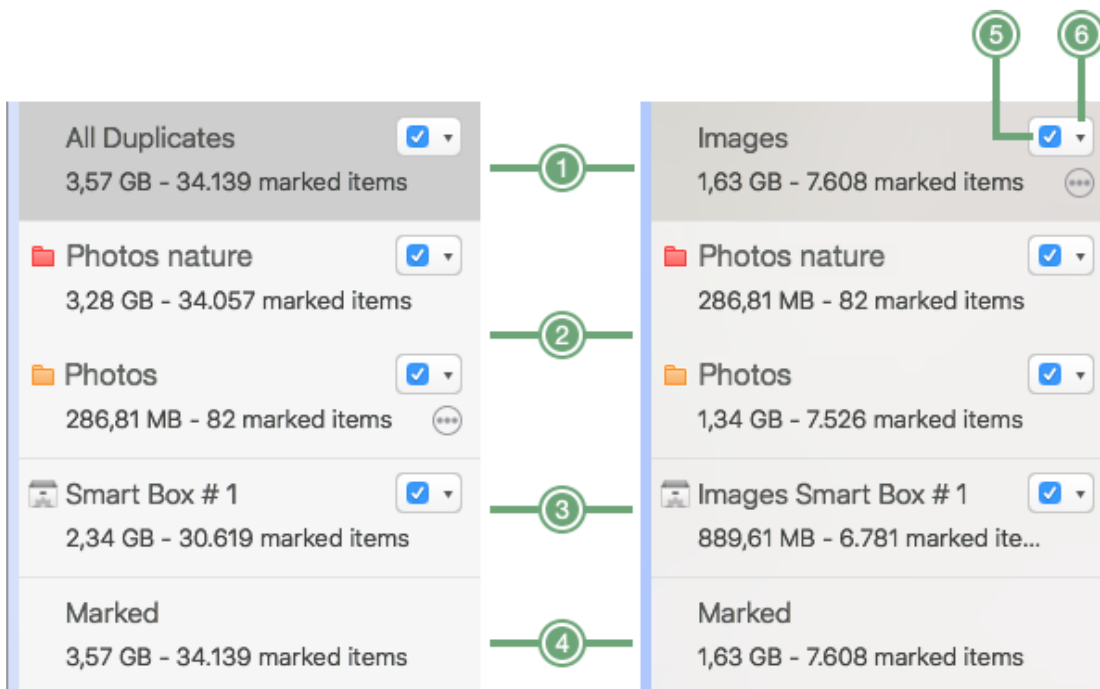 5 6
All Duplicates
3,57 GB - 34.139 marked items
1
Images
1,63 GB - 7.608 marked items
Photos nature
3,28 GB - 34.057 marked items
2
Photos nature
286,81 MB - 82 marked items
Photos
286,81 MB - 82 marked items
Photos
1,34 GB - 7.526 marked items
Smart Box # 1
2,34 GB - 30.619 marked items
3
Images Smart Box # 1
889,61 MB - 6.781 marked ite...
Marked
3,57 GB - 34.139 marked items
4
Marked
1,63 GB - 7.608 marked items